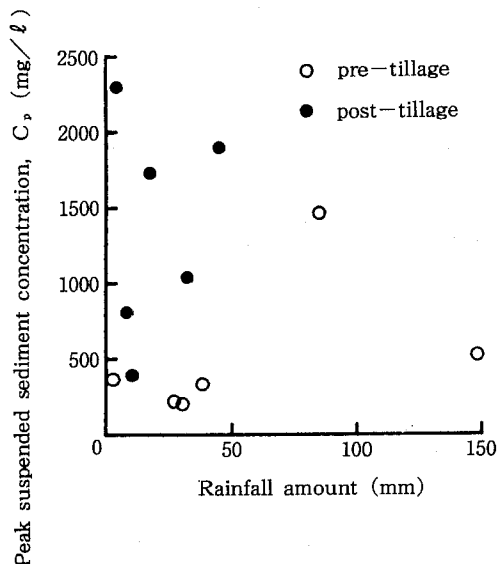 Peak suspended sediment concentration, Cₚ (mg/ℓ)
2500
2000
1500
1000
500
0
50
100
150
Rainfall amount (mm)
○ pre-tillage
● post-tillage